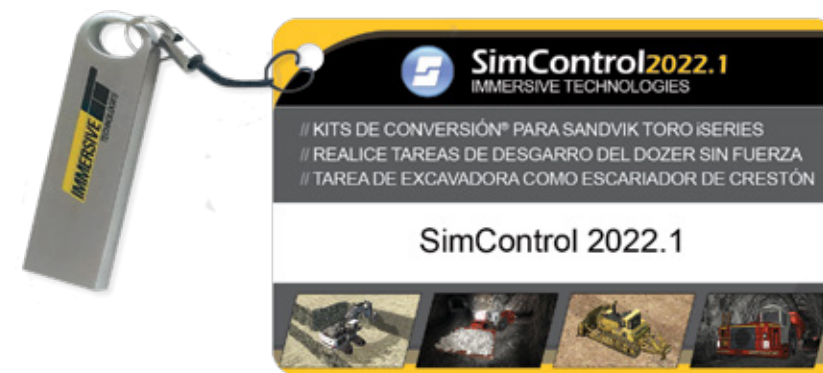 IMMERSIVE
TECHNOLOGIES
SimControl2022.1
IMMERSIVE TECHNOLOGIES
// KITS DE CONVERSIÓN® PARA SANDVIK TORO iSERIES
// REALICE TAREAS DE DESGARRO DEL DOZER SIN FUERZA
// TAREA DE EXCAVADORA COMO ESCARIADOR DE CRESTÓN
SimControl 2022.1